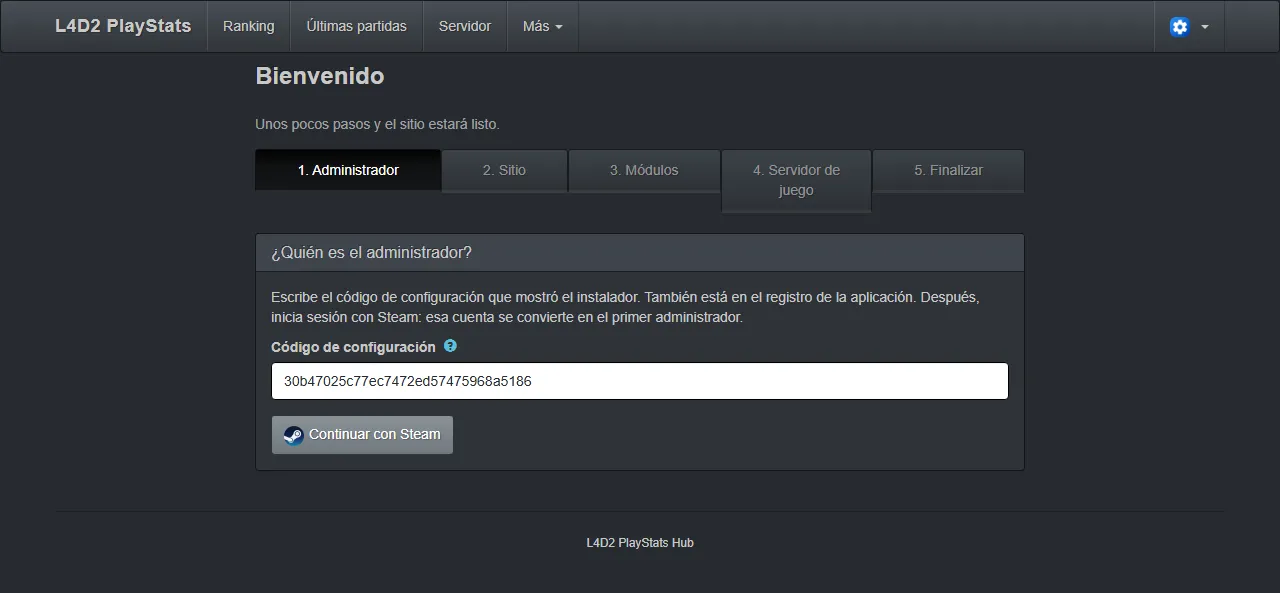 L4D2 PlayStats
Ranking
Últimas partidas
Servidor
Más
Bienvenido
Unos pocos pasos y el sitio estará listo.
1. Administrador
2. Sitio
3. Módulos
4. Servidor de
juego
5. Finalizar
¿Quién es el administrador?
Escribe el código de configuración que mostró el instalador. También está en el registro de la aplicación. Después,
inicia sesión con Steam: esa cuenta se convierte en el primer administrador.
Código de configuración ?
30b47025c77ec7472ed57475968a5186
Continuar con Steam
L4D2 PlayStats Hub